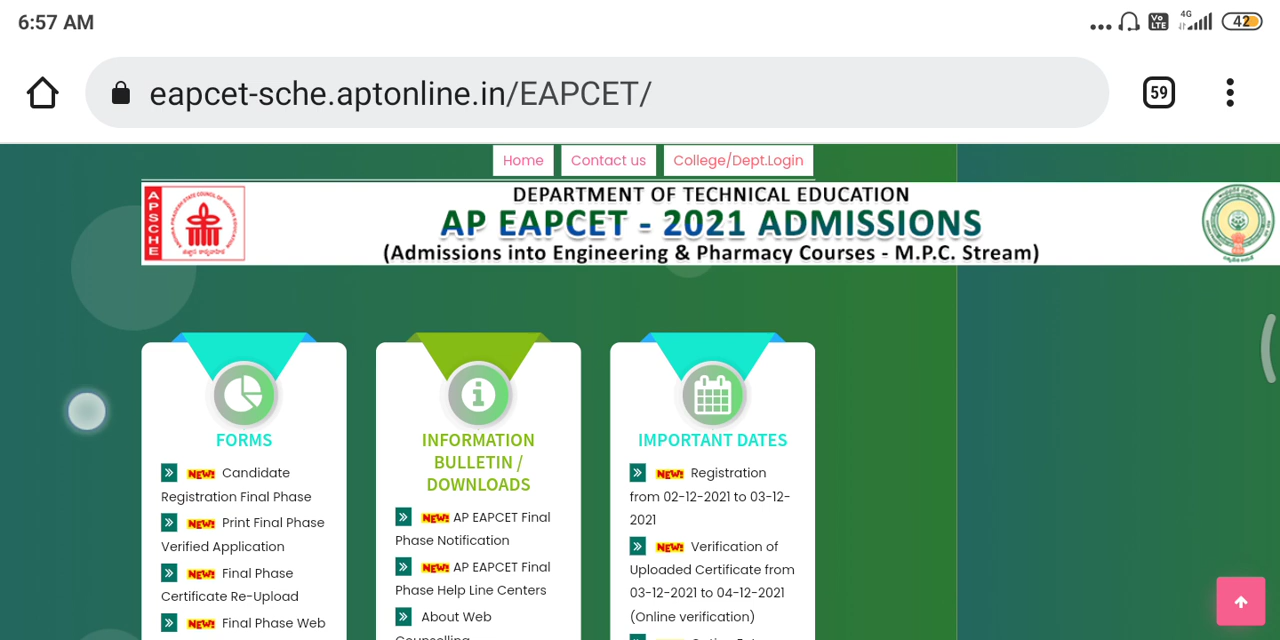 6:57 AM
Vo LTE 4G 42
eapcet-sche.aptonline.in/EAPCET/
59
Home Contact us College/Dept.Login
APSCHE
DEPARTMENT OF TECHNICAL EDUCATION
AP EAPCET - 2021 ADMISSIONS
(Admissions into Engineering & Pharmacy Courses - M.P.C. Stream)
FORMS
NEW! Candidate
Registration Final Phase
NEW! Print Final Phase
Verified Application
NEW! Final Phase
Certificate Re-Upload
NEW! Final Phase Web
INFORMATION
BULLETIN /
DOWNLOADS
NEW! AP EAPCET Final
Phase Notification
NEW! AP EAPCET Final
Phase Help Line Centers
About Web
Counselling
IMPORTANT DATES
NEW! Registration
from 02-12-2021 to 03-12-
2021
NEW! Verification of
Uploaded Certificate from
03-12-2021 to 04-12-2021
(Online verification)